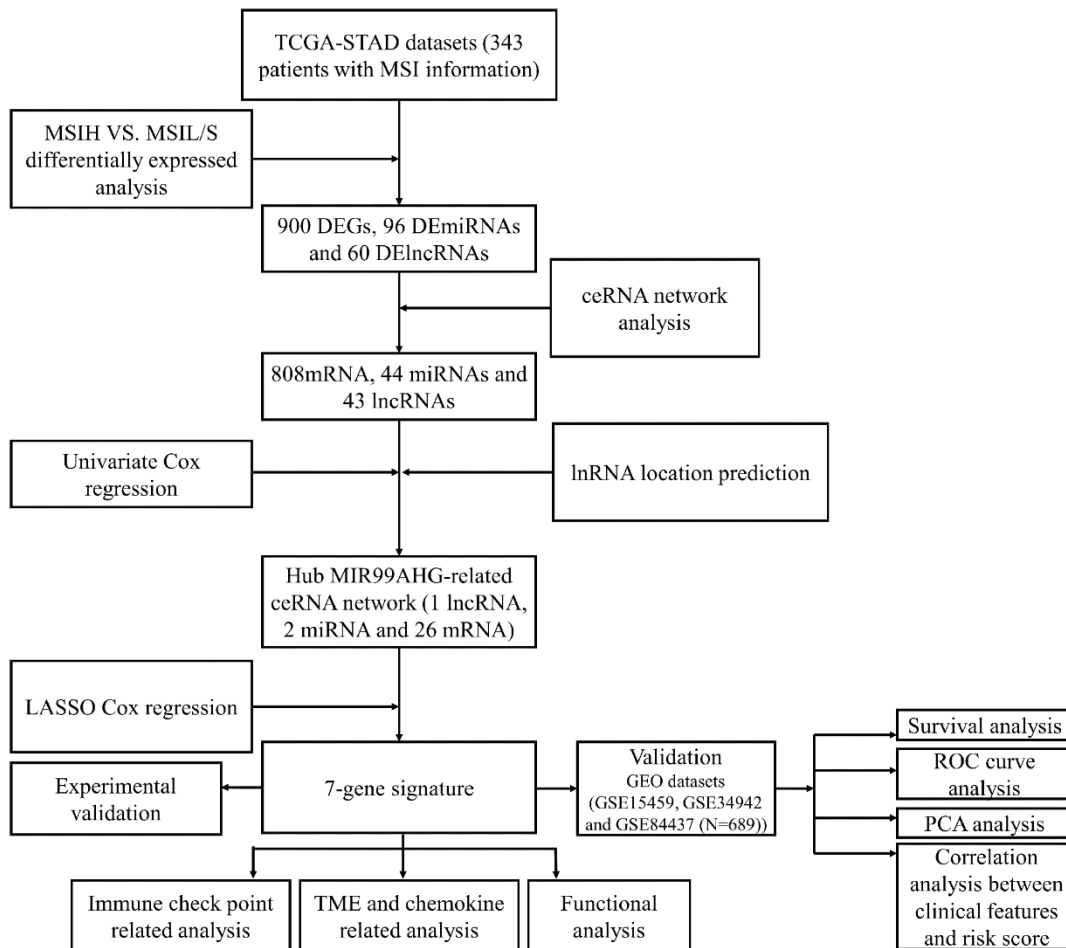 TCGA-STAD datasets (343
patients with MSI information)
MSIH VS. MSIL/S
differentially expressed
analysis
900 DEGs, 96 DEmiRNAs
and 60 DElncRNAs
ceRNA network
analysis
808mRNA, 44 miRNAs and
43 lncRNAs
Univariate Cox
regression
lnRNA location prediction
Hub MIR99AHG-related
ceRNA network (1 lncRNA,
2 miRNA and 26 mRNA)
LASSO Cox regression
Experimental
validation
7-gene signature
Validation
GEO datasets
(GSE15459, GSE34942
and GSE84437 (N=689))
Survival analysis
ROC curve
analysis
PCA analysis
Correlation
analysis between
clinical features
and risk score
Immune check point
related analysis
TME and chemokine
related analysis
Functional
analysis